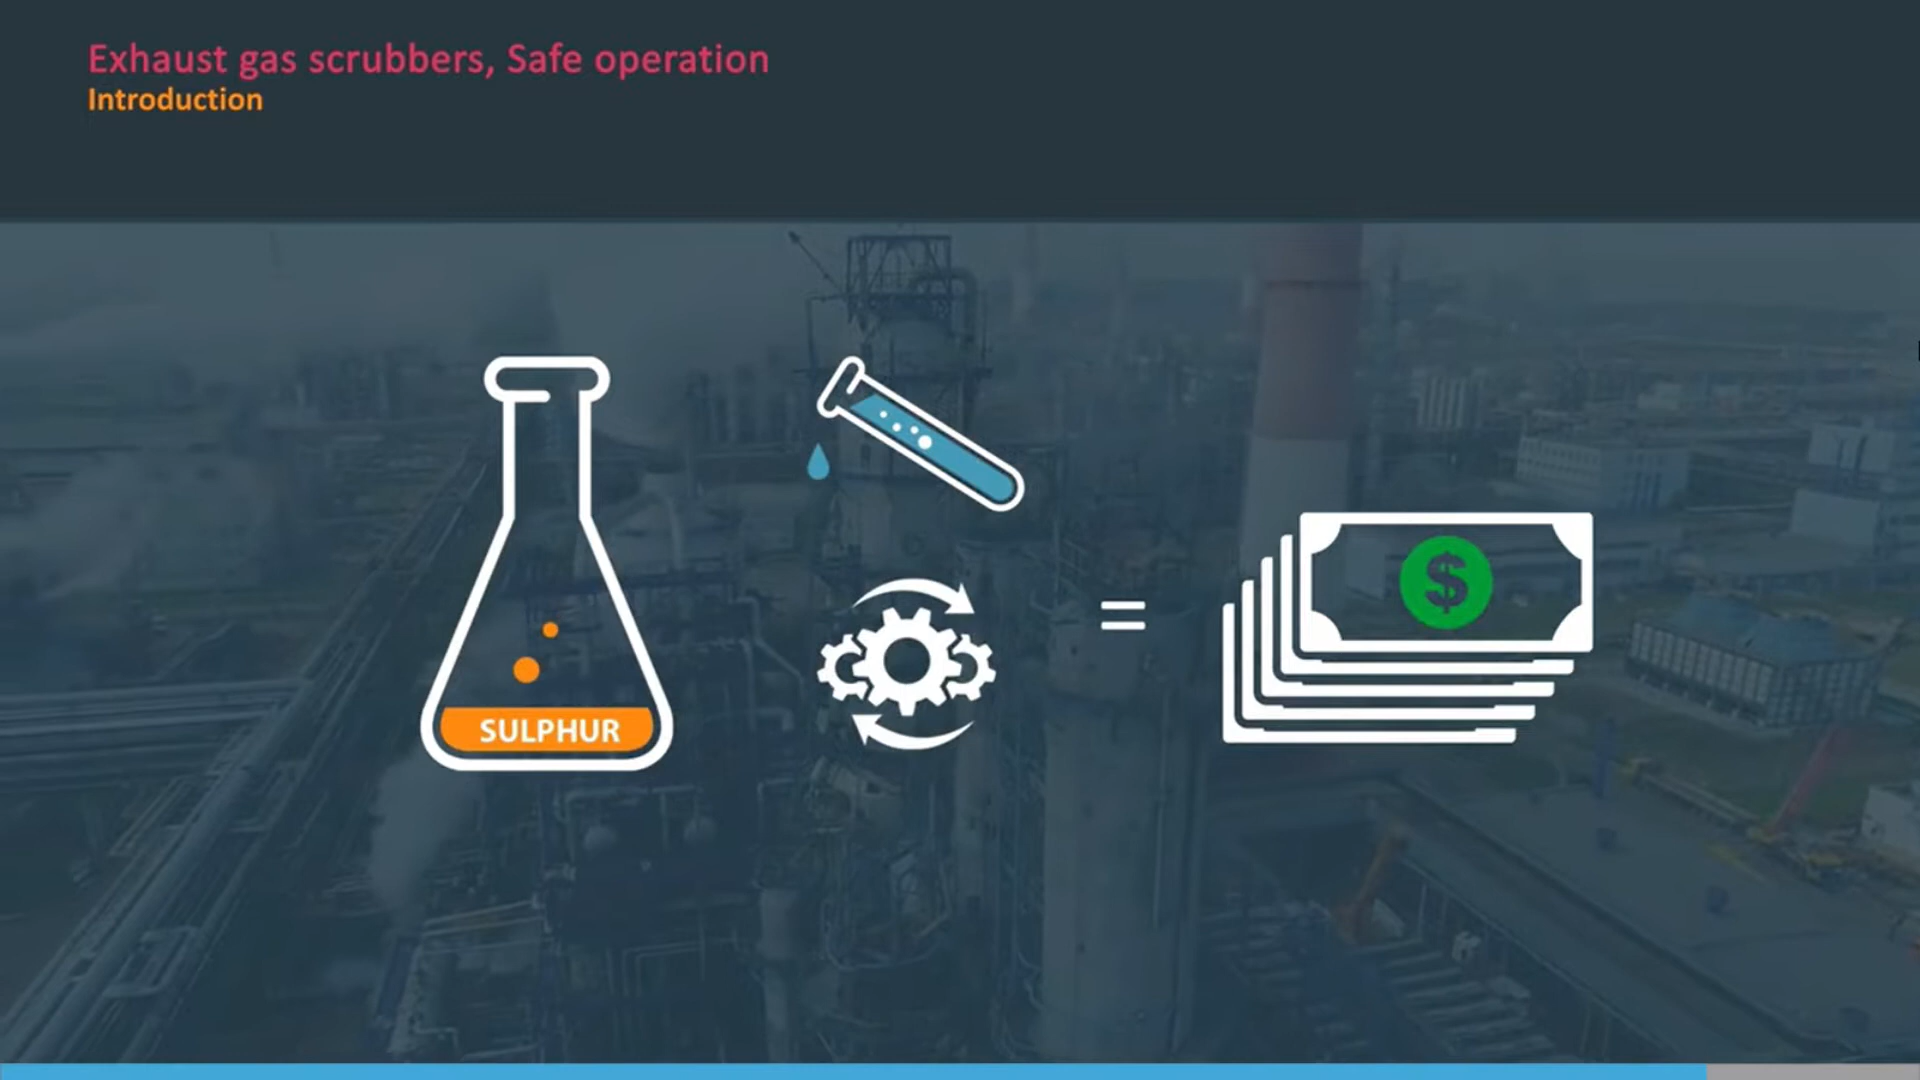 Exhaust gas scrubbers, Safe operation
Introduction
SULPHUR
=
$